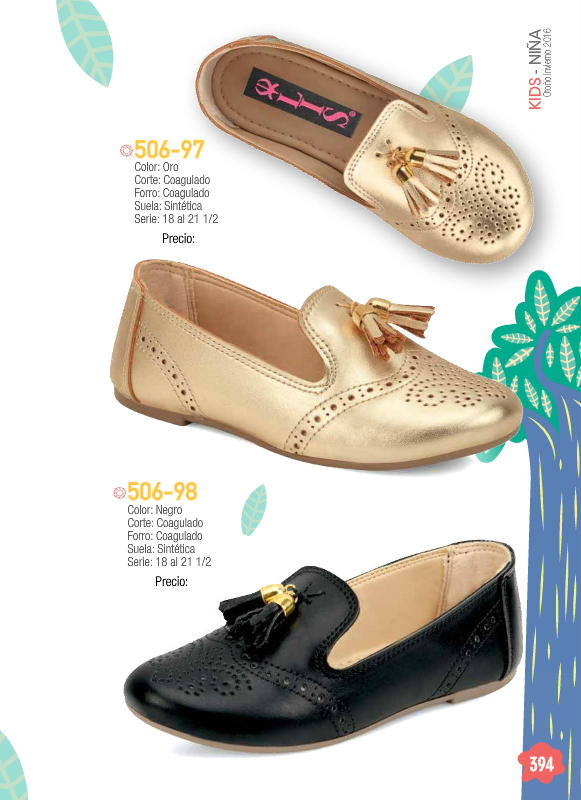 KIDS - NIÑA
Otoño Invierno 2016
LIS
506-97
Color: Oro
Corte: Coagulado
Forro: Coagulado
Suela: Sintética
Serie: 18 al 21 1/2
Precio:
506-98
Color: Negro
Corte: Coagulado
Forro: Coagulado
Suela: Sintética
Serie: 18 al 21 1/2
Precio:
394